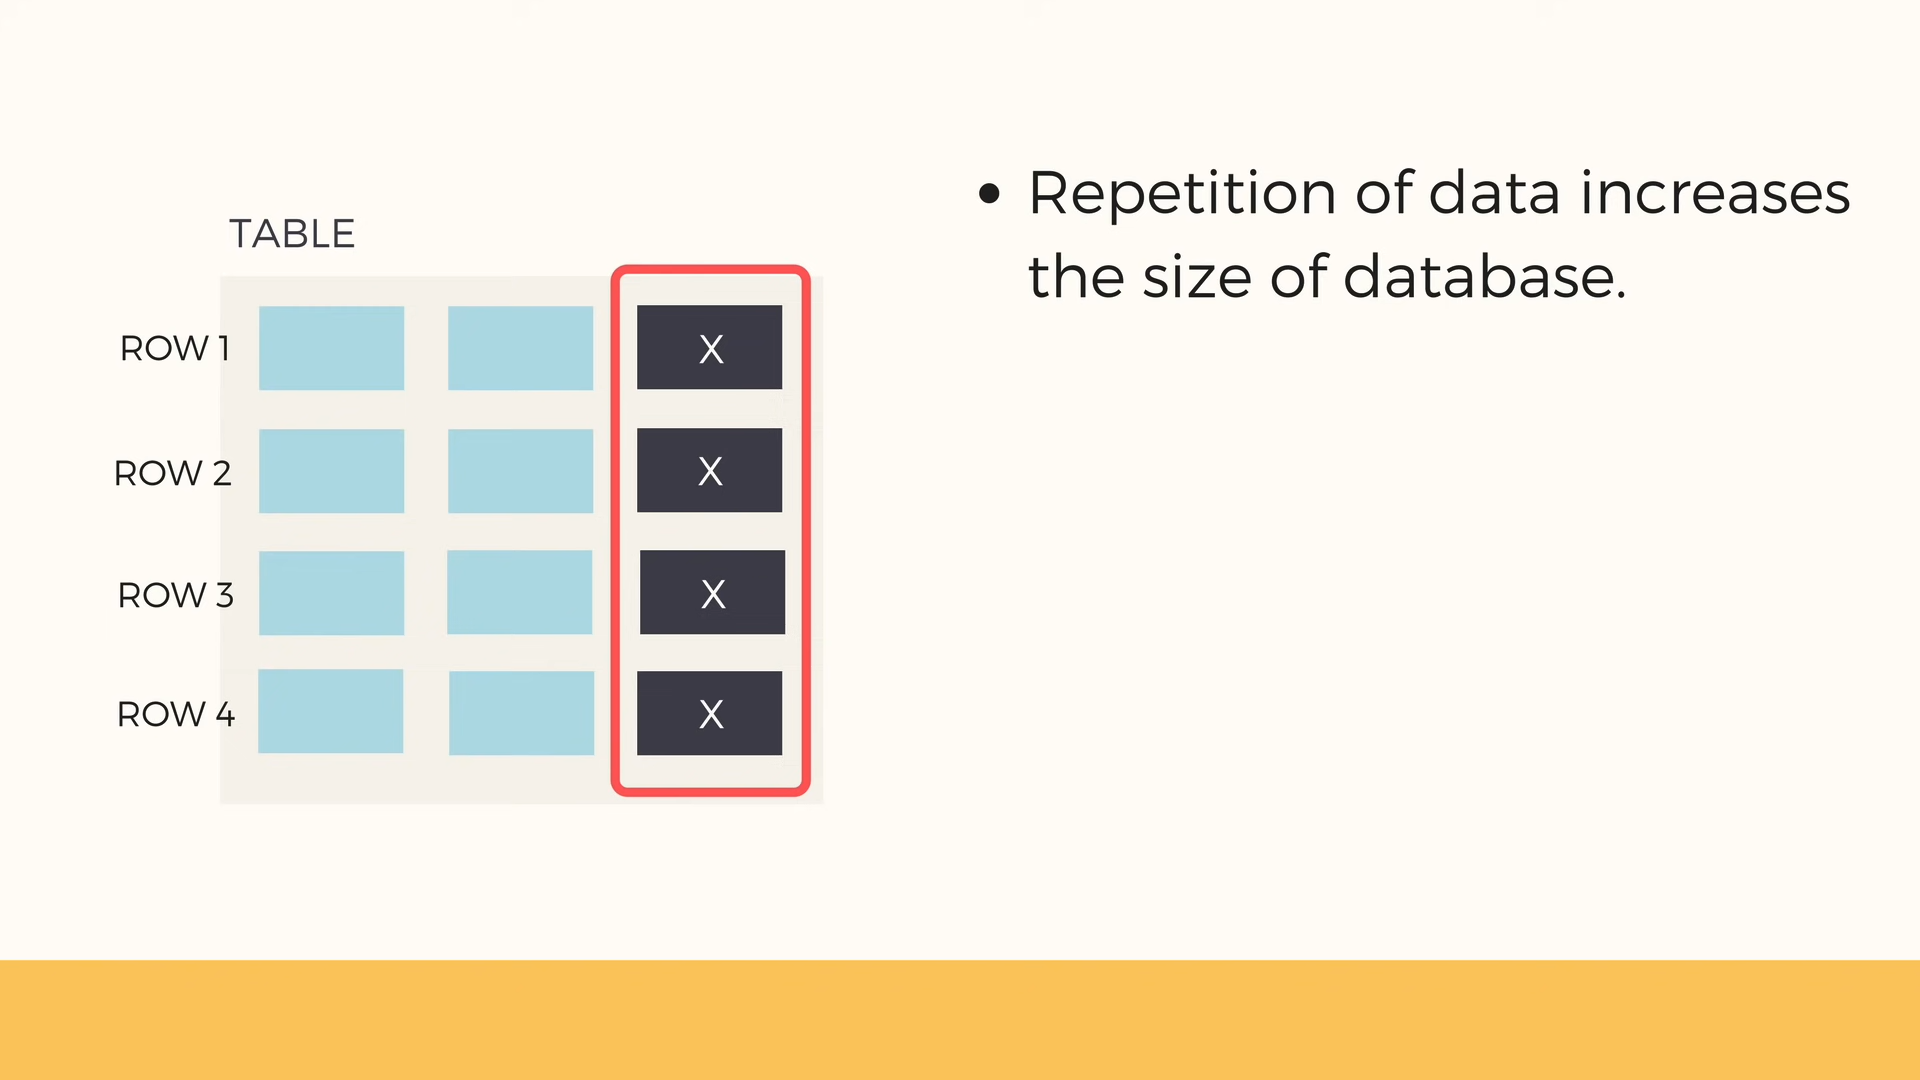 TABLE
ROW 1 X
ROW 2 X
ROW 3 X
ROW 4 X
• Repetition of data increases
the size of database.